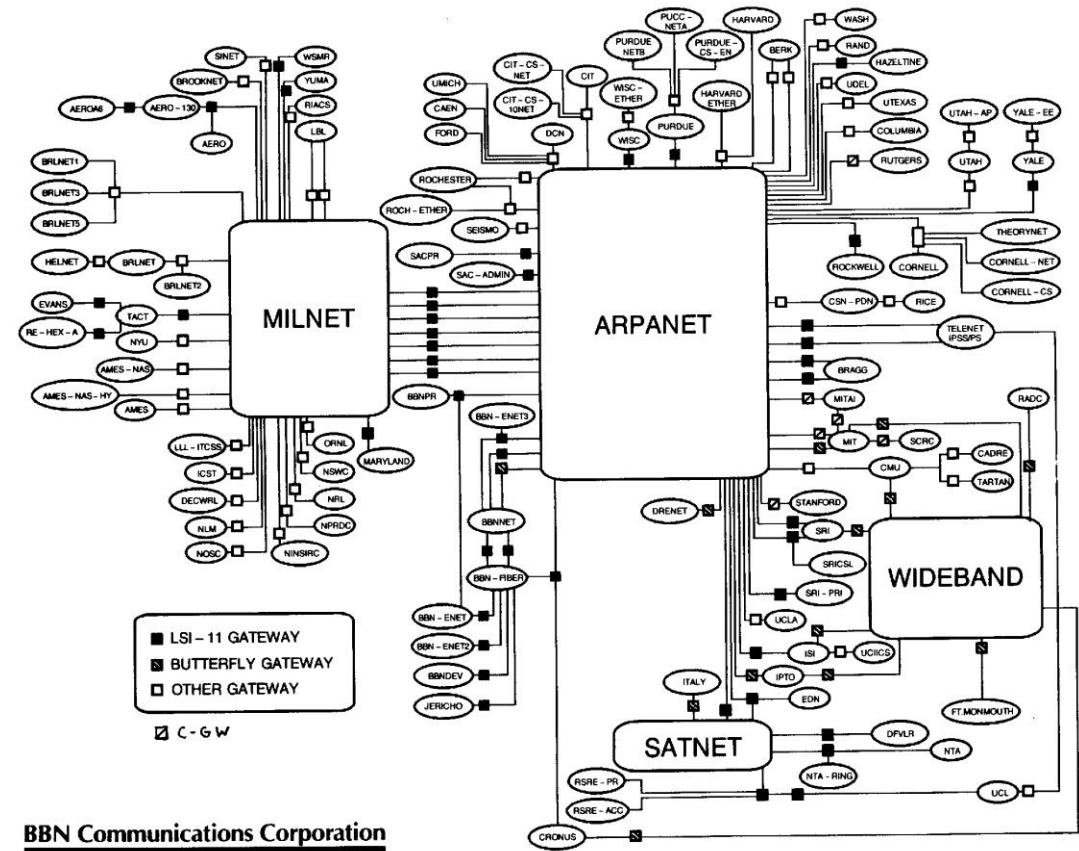 SINET
WSMR
BROOKNET
YUMA
AEROA6
AERO-130
RIACS
AERO
LBL
BRLNET1
BRLNET3
BRLNET5
HELNET
BRLNET
BRLNET2
EVANS
TACT
RE-HEX-A
NYU
AMES-NAS
AMES-NAS-HY
AMES
MILNET
LLL-ITCSS
ICST
DECWRL
NLM
NOSC
ORNL
NSWC
NRL
NPRDC
NINSIRC
MARYLAND
UMICH
CAEN
FORD
CIT-CS-
NET
CIT-CS-
10NET
DCN
CIT
WISC
-ETHER
WISC
PURDUE
NETB
PUCC-
NETA
PURDUE-
CS-EN
PURDUE
HARVARD
HARVARD
ETHER
BERK
WASH
RAND
HAZELTINE
UDEL
UTEXAS
COLUMBIA
RUTGERS
UTAH-AP
UTAH
YALE-EE
YALE
ROCHESTER
ROCH-ETHER
SEISMO
SACPR
SAC-ADMIN
ARPANET
ROCKWELL
CORNELL
THEORYNET
CORNELL-NET
CORNELL-CS
CSN-PDN
RICE
TELENET
IPSS/PS
BRAGG
MITAI
MIT
SCRC
RADC
CMU
CADRE
TARTAN
BBNPR
BBN-ENET3
BBNNET
BBN-FIBER
BBN-ENET
BBN-ENET2
BBNDEV
JERICHO
DRENET
STANFORD
SRI
SRICSL
SRI-PRI
UCLA
ISI
UCIICS
IPTO
EDN
WIDEBAND
FT.MONMOUTH
ITALY
SATNET
DFVLR
NTA
NTA-RING
RSRE-PR
RSRE-ACC
UCL
CRONUS
LSI-11 GATEWAY
BUTTERFLY GATEWAY
OTHER GATEWAY
C-GW
BBN Communications Corporation